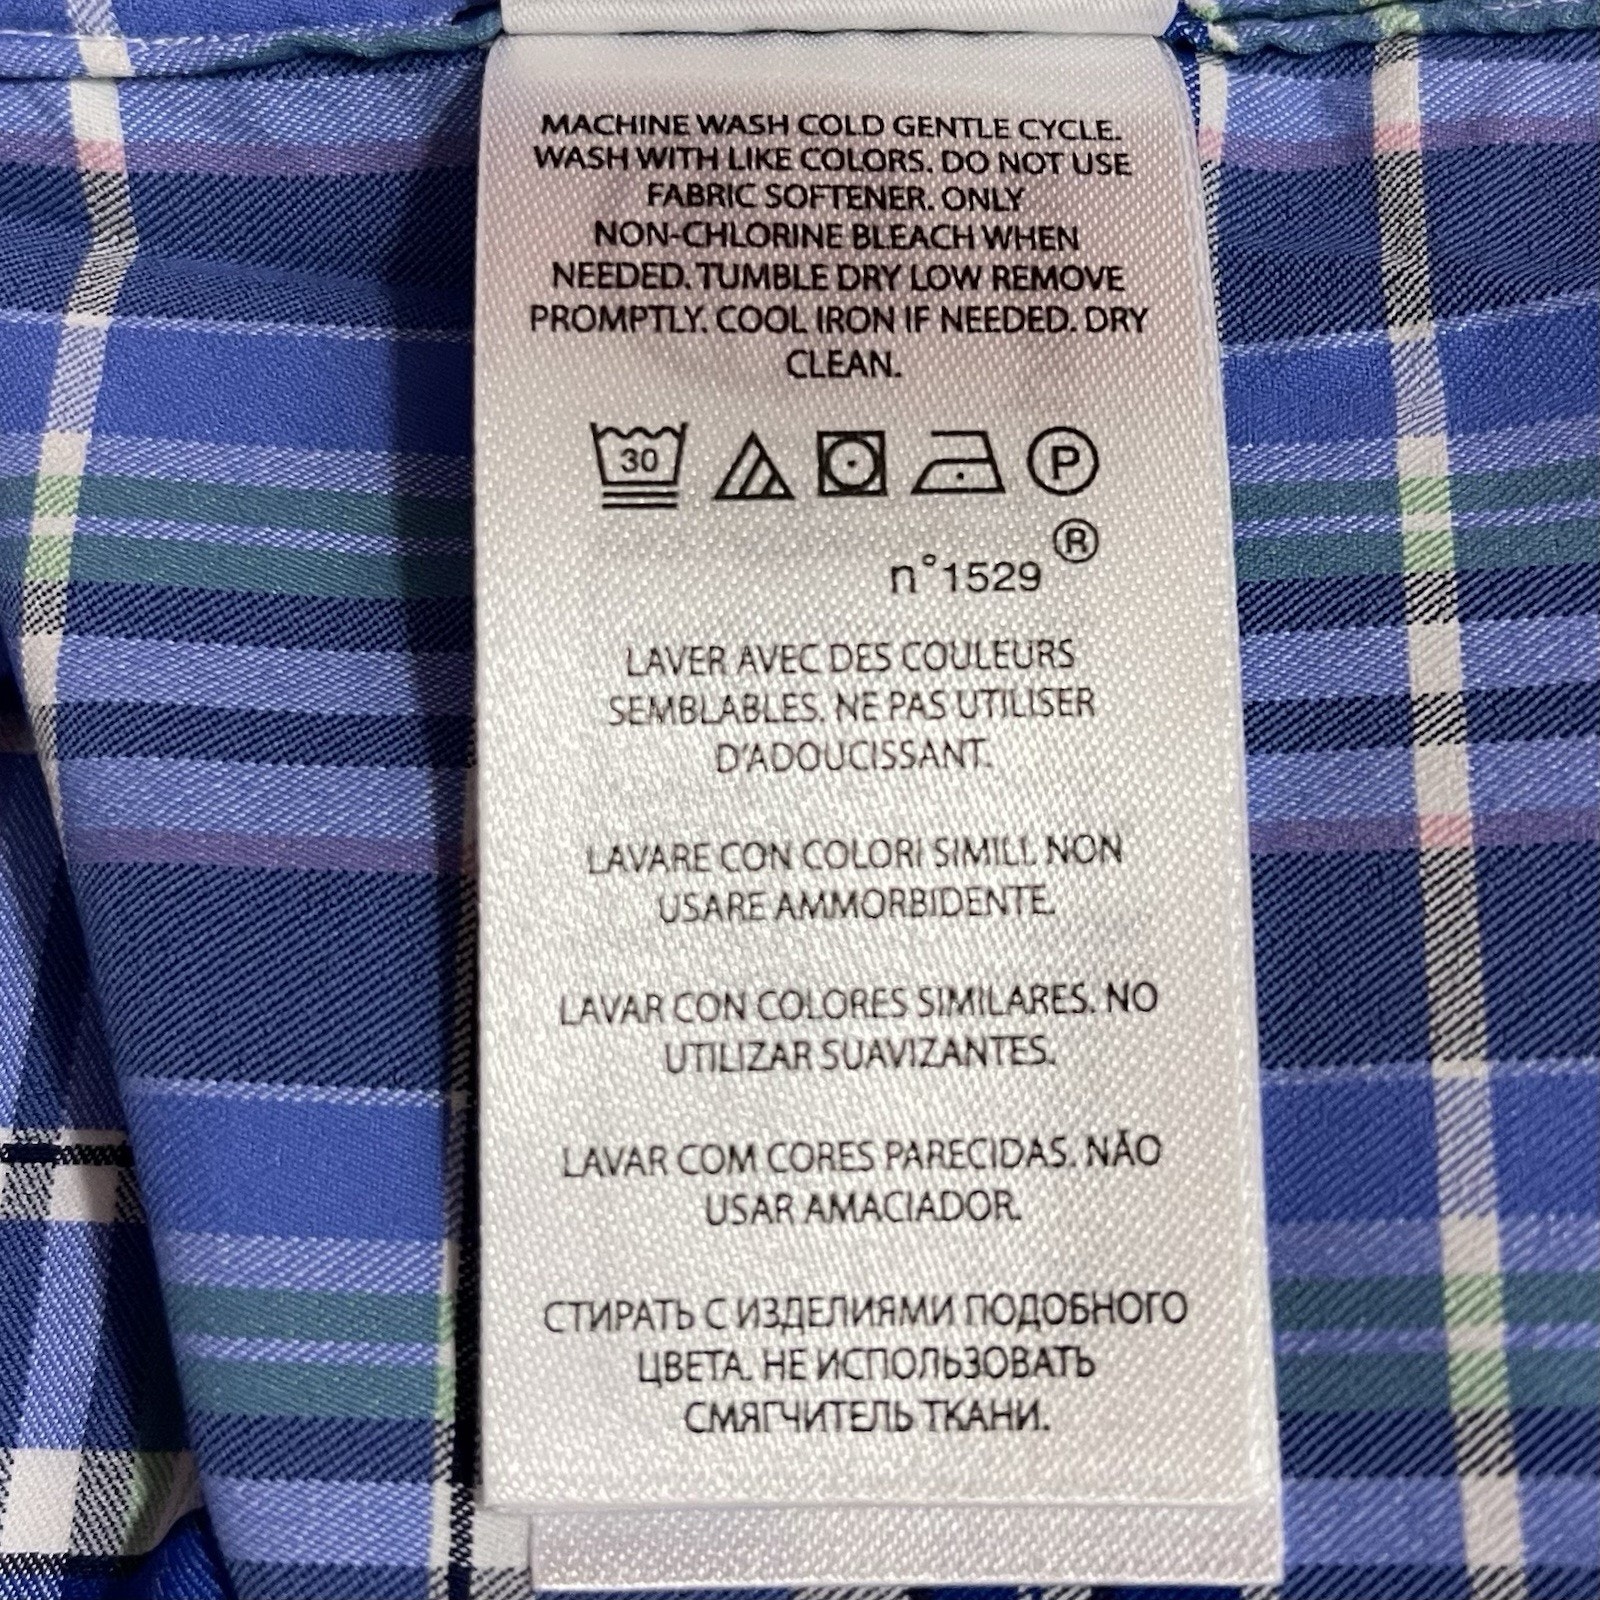 MACHINE WASH COLD GENTLE CYCLE.
WASH WITH LIKE COLORS. DO NOT USE
FABRIC SOFTENER. ONLY
NON-CHLORINE BLEACH WHEN
NEEDED. TUMBLE DRY LOW REMOVE
PROMPTLY. COOL IRON IF NEEDED. DRY
CLEAN.
30 P
®
n°1529
LAVER AVEC DES COULEURS
SEMBLABLES. NE PAS UTILISER
D'ADOUCISSANT.
LAVARE CON COLORI SIMILI. NON
USARE AMMORBIDENTE.
LAVAR CON COLORES SIMILARES. NO
UTILIZAR SUAVIZANTES.
LAVAR COM CORES PARECIDAS. NÃO
USAR AMACIADOR.
СТИРАТЬ С ИЗДЕЛИЯМИ ПОДОБНОГО
ЦВЕТА. НЕ ИСПОЛЬЗОВАТЬ
СМЯГЧИТЕЛЬ ТКАНИ.